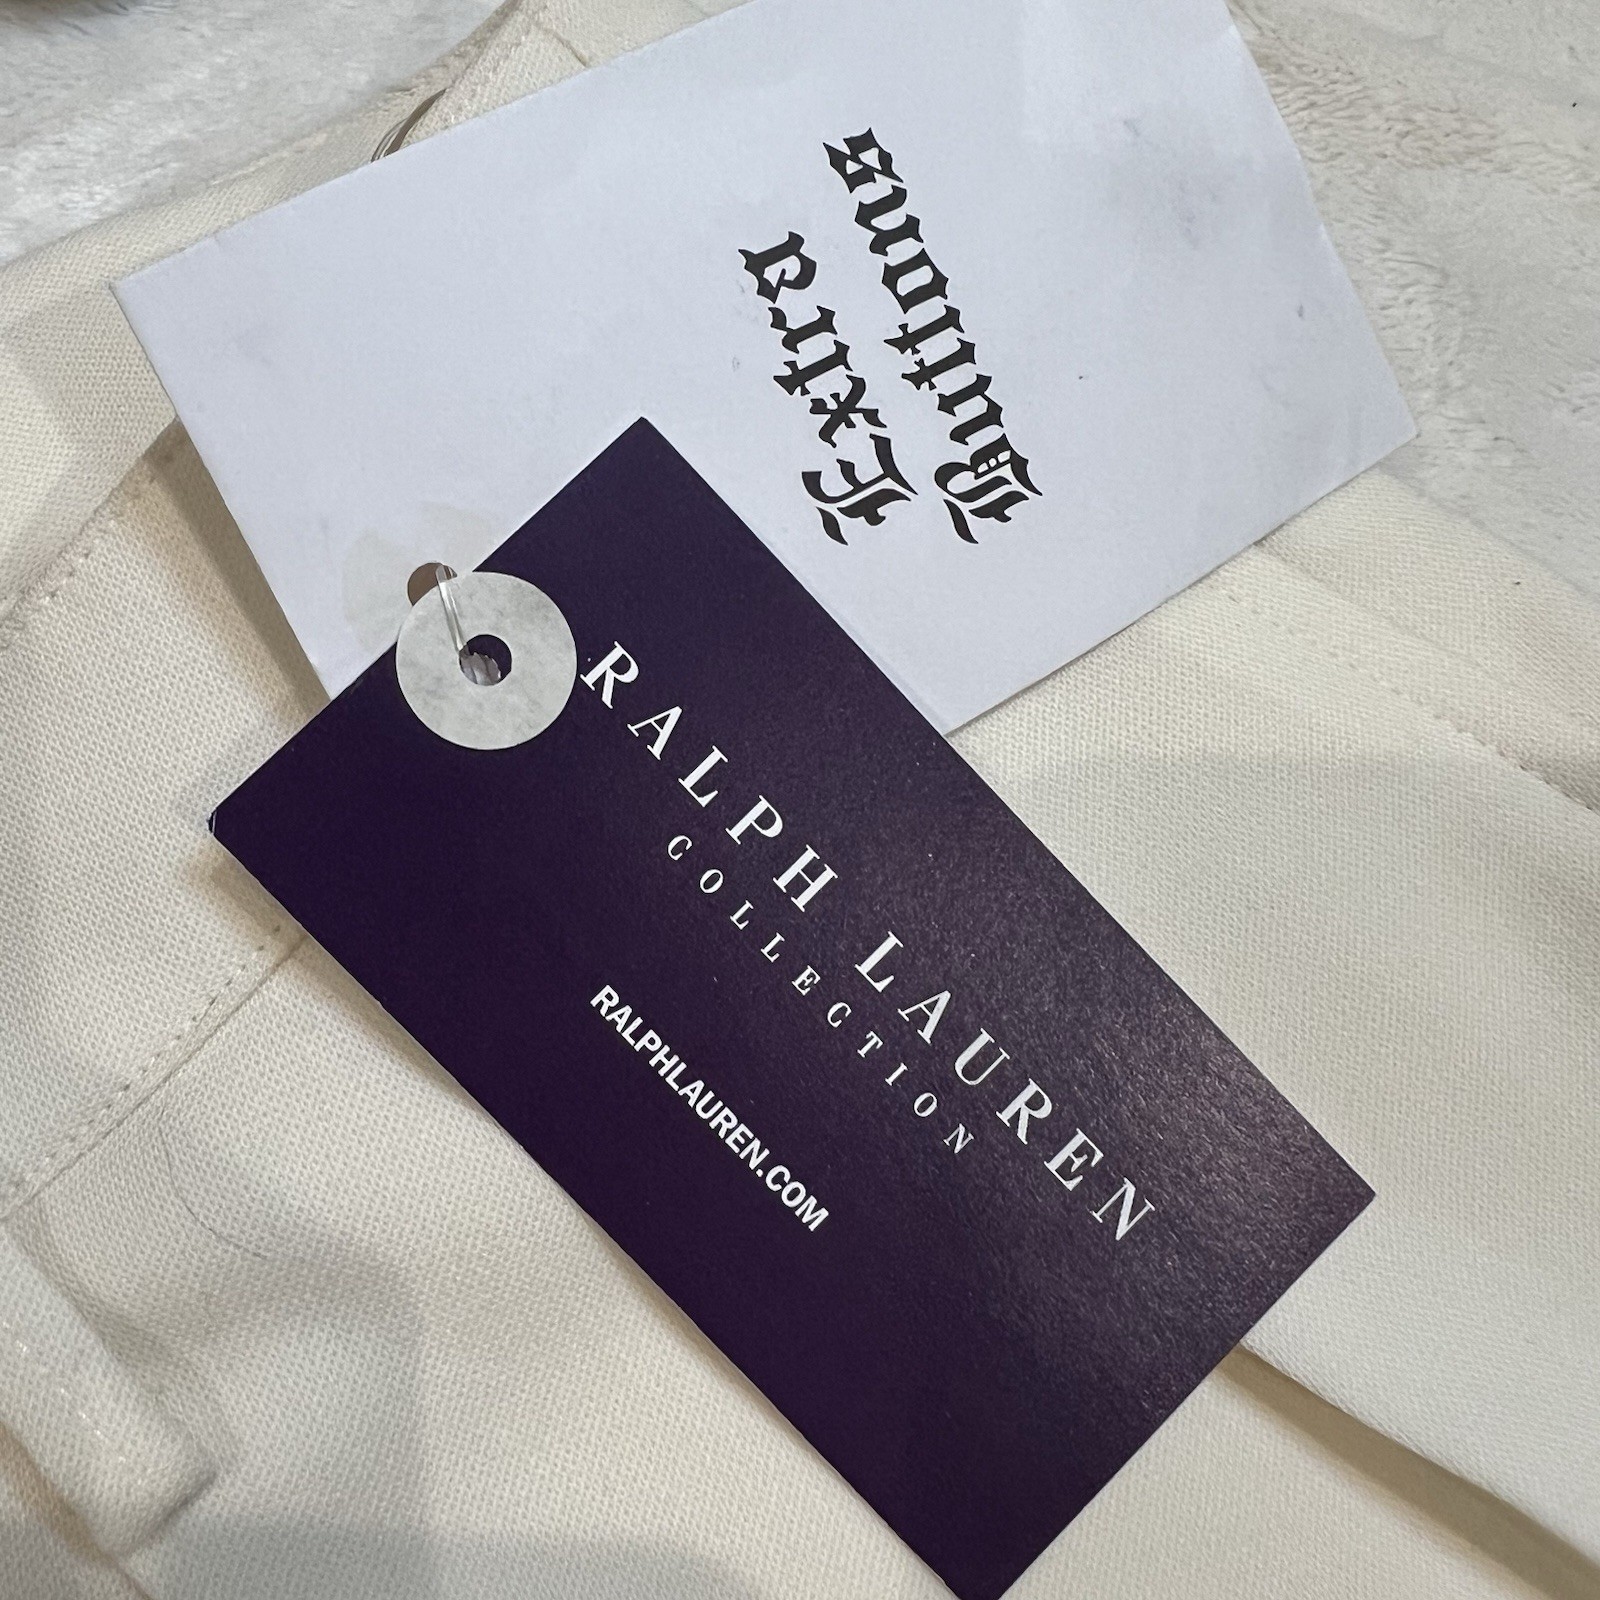 Extra
Buttons
RALPH LAUREN
COLLECTION
RALPHLAUREN.COM